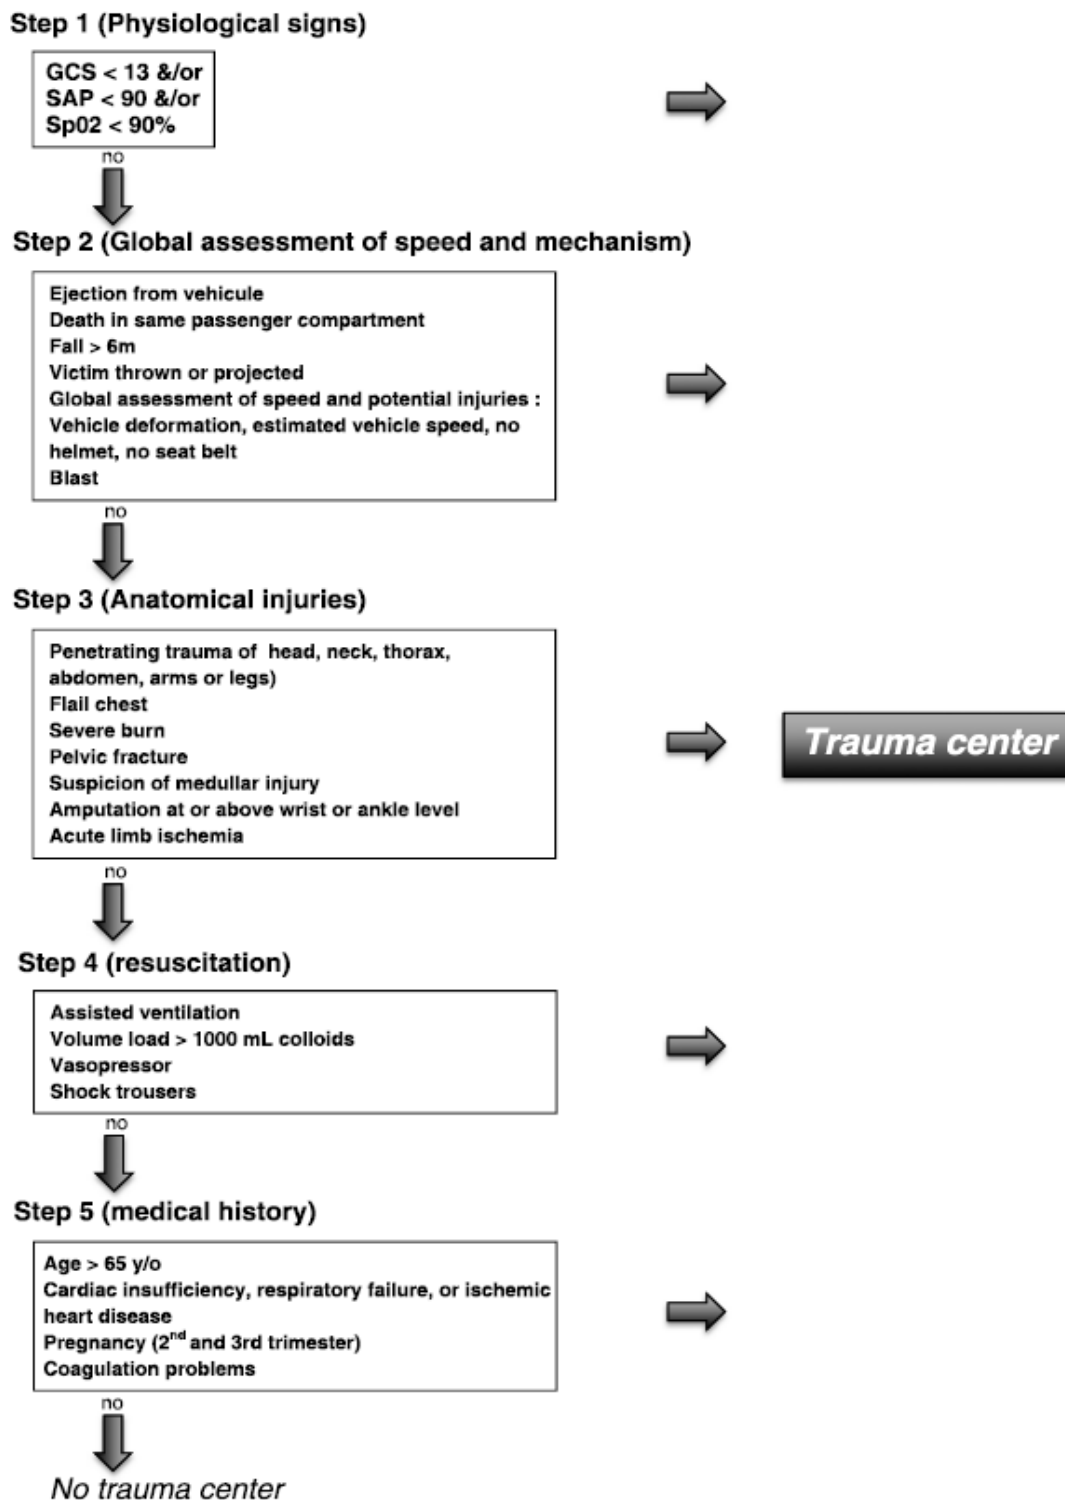 Step 1 (Physiological signs)
GCS < 13 &/or
SAP < 90 &/or
Sp02 < 90%
no
Step 2 (Global assessment of speed and mechanism)
Ejection from vehicule
Death in same passenger compartment
Fall > 6m
Victim thrown or projected
Global assessment of speed and potential injuries :
Vehicle deformation, estimated vehicle speed, no
helmet, no seat belt
Blast
no
Step 3 (Anatomical injuries)
Penetrating trauma of head, neck, thorax,
abdomen, arms or legs)
Flail chest
Severe burn
Pelvic fracture
Suspicion of medullar injury
Amputation at or above wrist or ankle level
Acute limb ischemia
Trauma center
no
Step 4 (resuscitation)
Assisted ventilation
Volume load > 1000 mL colloids
Vasopressor
Shock trousers
no
Step 5 (medical history)
Age > 65 y/o
Cardiac insufficiency, respiratory failure, or ischemic
heart disease
Pregnancy (2nd and 3rd trimester)
Coagulation problems
no
No trauma center